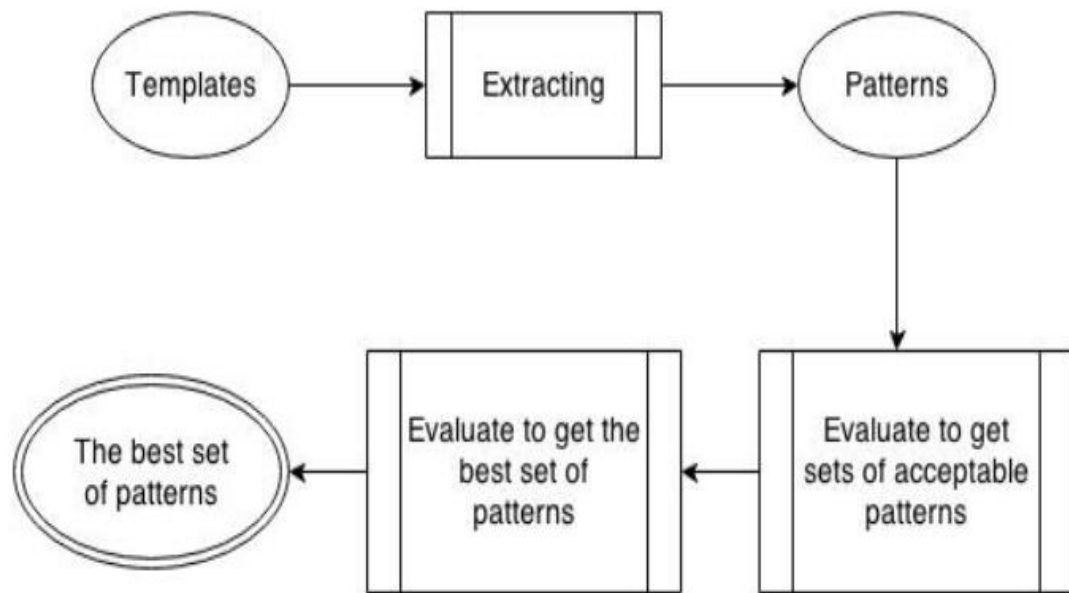 Templates
Extracting
Patterns
Evaluate to get
sets of acceptable
patterns
Evaluate to get the
best set of
patterns
The best set
of patterns